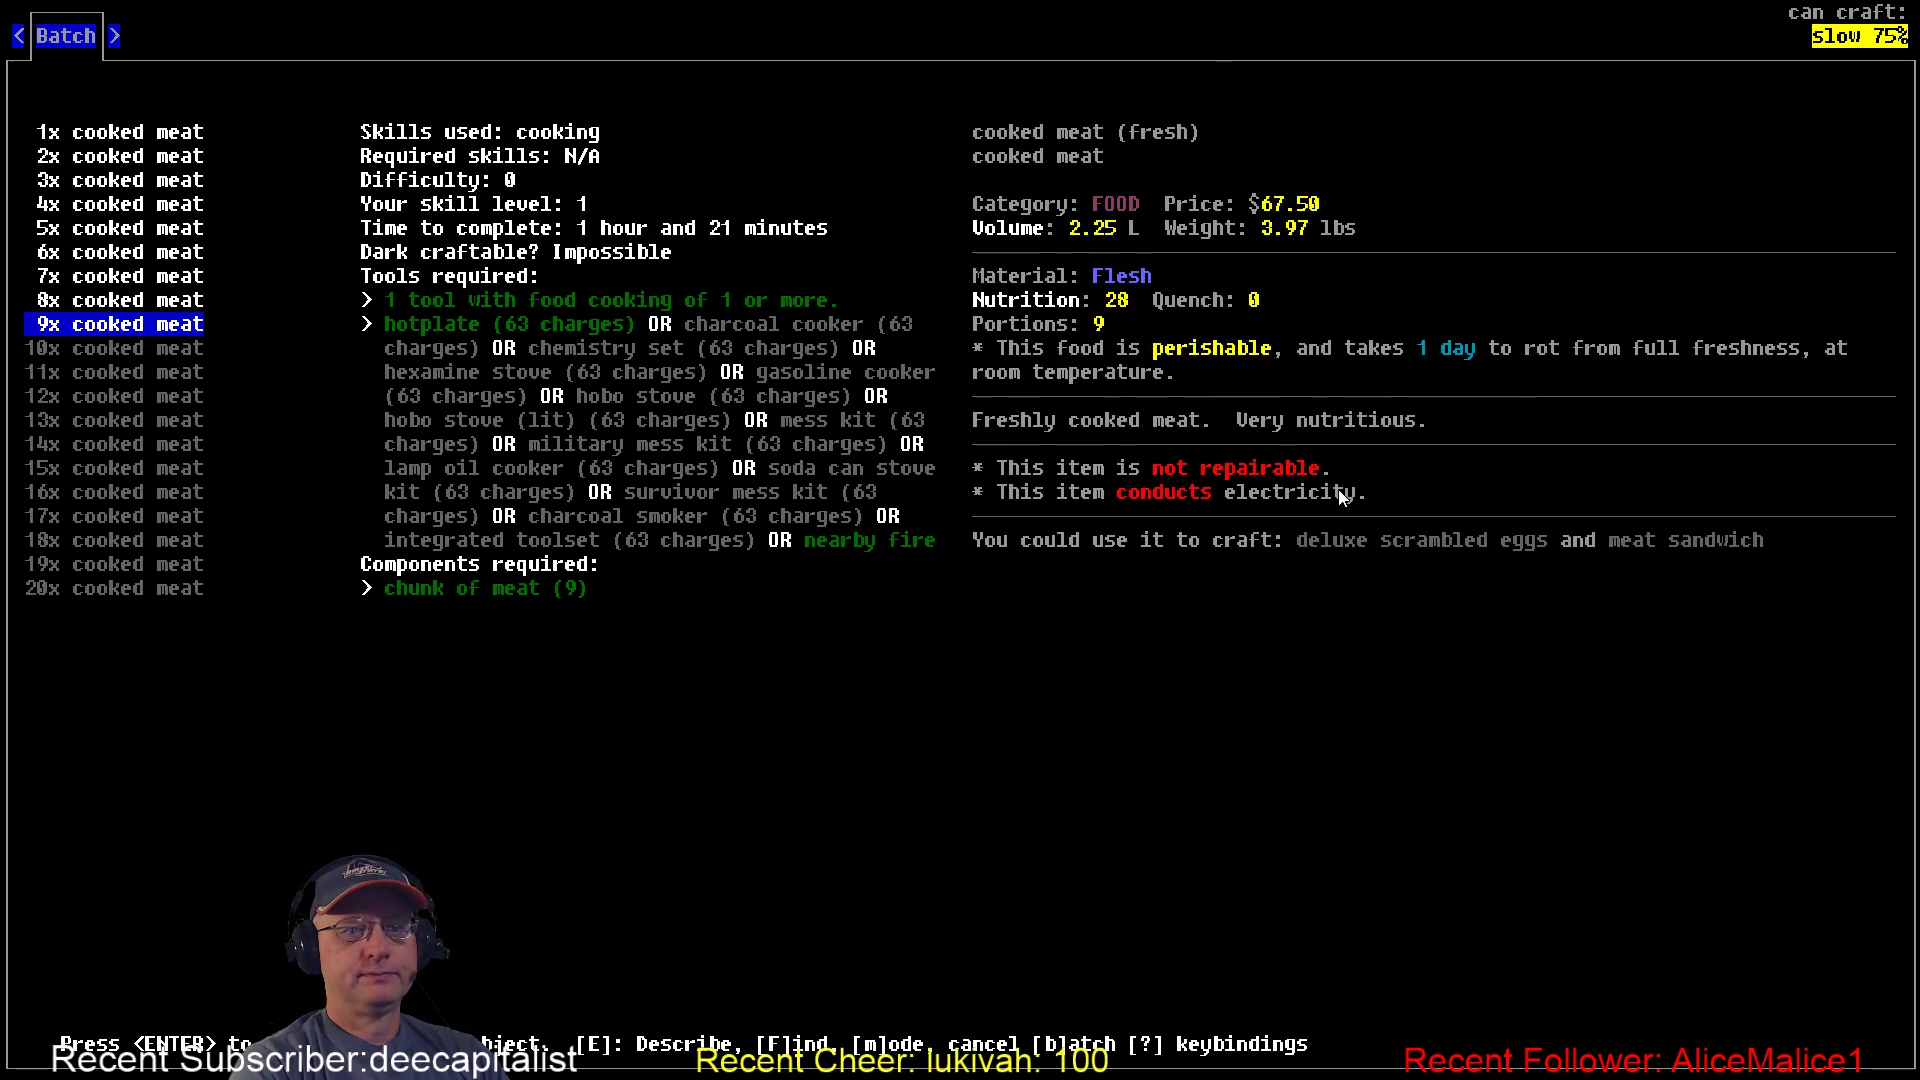 can craft:
< Batch >
slow 75%
1x cooked meat
2x cooked meat
3x cooked meat
4x cooked meat
5x cooked meat
6x cooked meat
7x cooked meat
8x cooked meat
9x cooked meat
10x cooked meat
11x cooked meat
12x cooked meat
13x cooked meat
14x cooked meat
15x cooked meat
16x cooked meat
17x cooked meat
18x cooked meat
19x cooked meat
20x cooked meat
Skills used: cooking
Required skills: N/A
Difficulty: 0
Your skill level: 1
Time to complete: 1 hour and 21 minutes
Dark craftable? Impossible
Tools required:
> 1 tool with food cooking of 1 or more.
> hotplate (63 charges) OR charcoal cooker (63
charges) OR chemistry set (63 charges) OR
hexamine stove (63 charges) OR gasoline cooker
(63 charges) OR hobo stove (63 charges) OR
hobo stove (lit) (63 charges) OR mess kit (63
charges) OR military mess kit (63 charges) OR
lamp oil cooker (63 charges) OR soda can stove
kit (63 charges) OR survivor mess kit (63
charges) OR charcoal smoker (63 charges) OR
integrated toolset (63 charges) OR nearby fire
Components required:
> chunk of meat (9)
cooked meat (fresh)
cooked meat
Category: FOOD Price: $67.50
Volume: 2.25 L Weight: 3.97 lbs
Material: Flesh
Nutrition: 28 Quench: 0
Portions: 9
* This food is perishable, and takes 1 day to rot from full freshness, at
room temperature.
Freshly cooked meat. Very nutritious.
* This item is not repairable.
* This item conducts electricity.
You could use it to craft: deluxe scrambled eggs and meat sandwich
Press <ENTER> to bject. [E]: Describe, [F]ind, [m]ode, cancel [b]atch [?] keybindings
Recent Subscriber:deecapitalist
Recent Cheer: lukivah: 100
Recent Follower: AliceMalice1